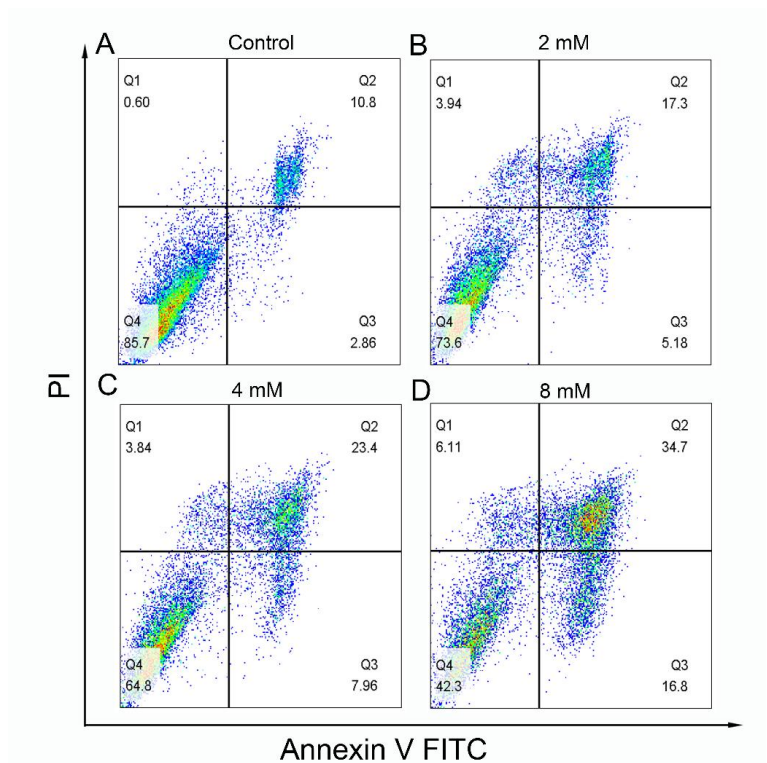 A
Control
Q1
0.60
Q2
10.8
Q4
85.7
Q3
2.86
B
2 mM
Q1
3.94
Q2
17.3
Q4
73.6
Q3
5.18
C
4 mM
Q1
3.84
Q2
23.4
Q4
64.8
Q3
7.96
D
8 mM
Q1
6.11
Q2
34.7
Q4
42.3
Q3
16.8
PI
Annexin V FITC